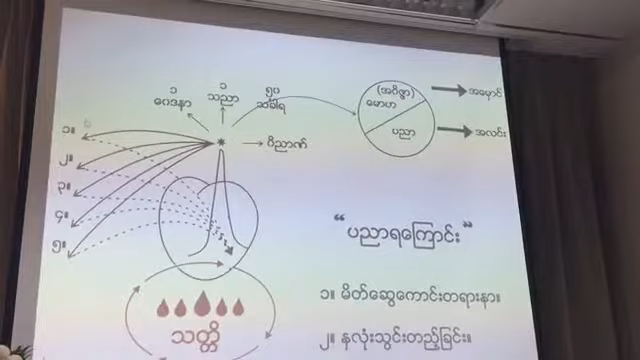 ၁ ဝေဒနာ
၁ သညာ
၅၀ သင်္ခါရ
(အဝိဇ္ဇာ)
မောဟ
ပညာ
အမှောင်
အလင်း
ဝိညာဏ်
၁။
၂။
၃။
၄။
၅။
“ပညာရကြောင်း”
၁။ မိတ်ဆွေကောင်းတရားနာ။
၂။ နှလုံးသွင်းတည့်ခြင်း။
သတ္တိ